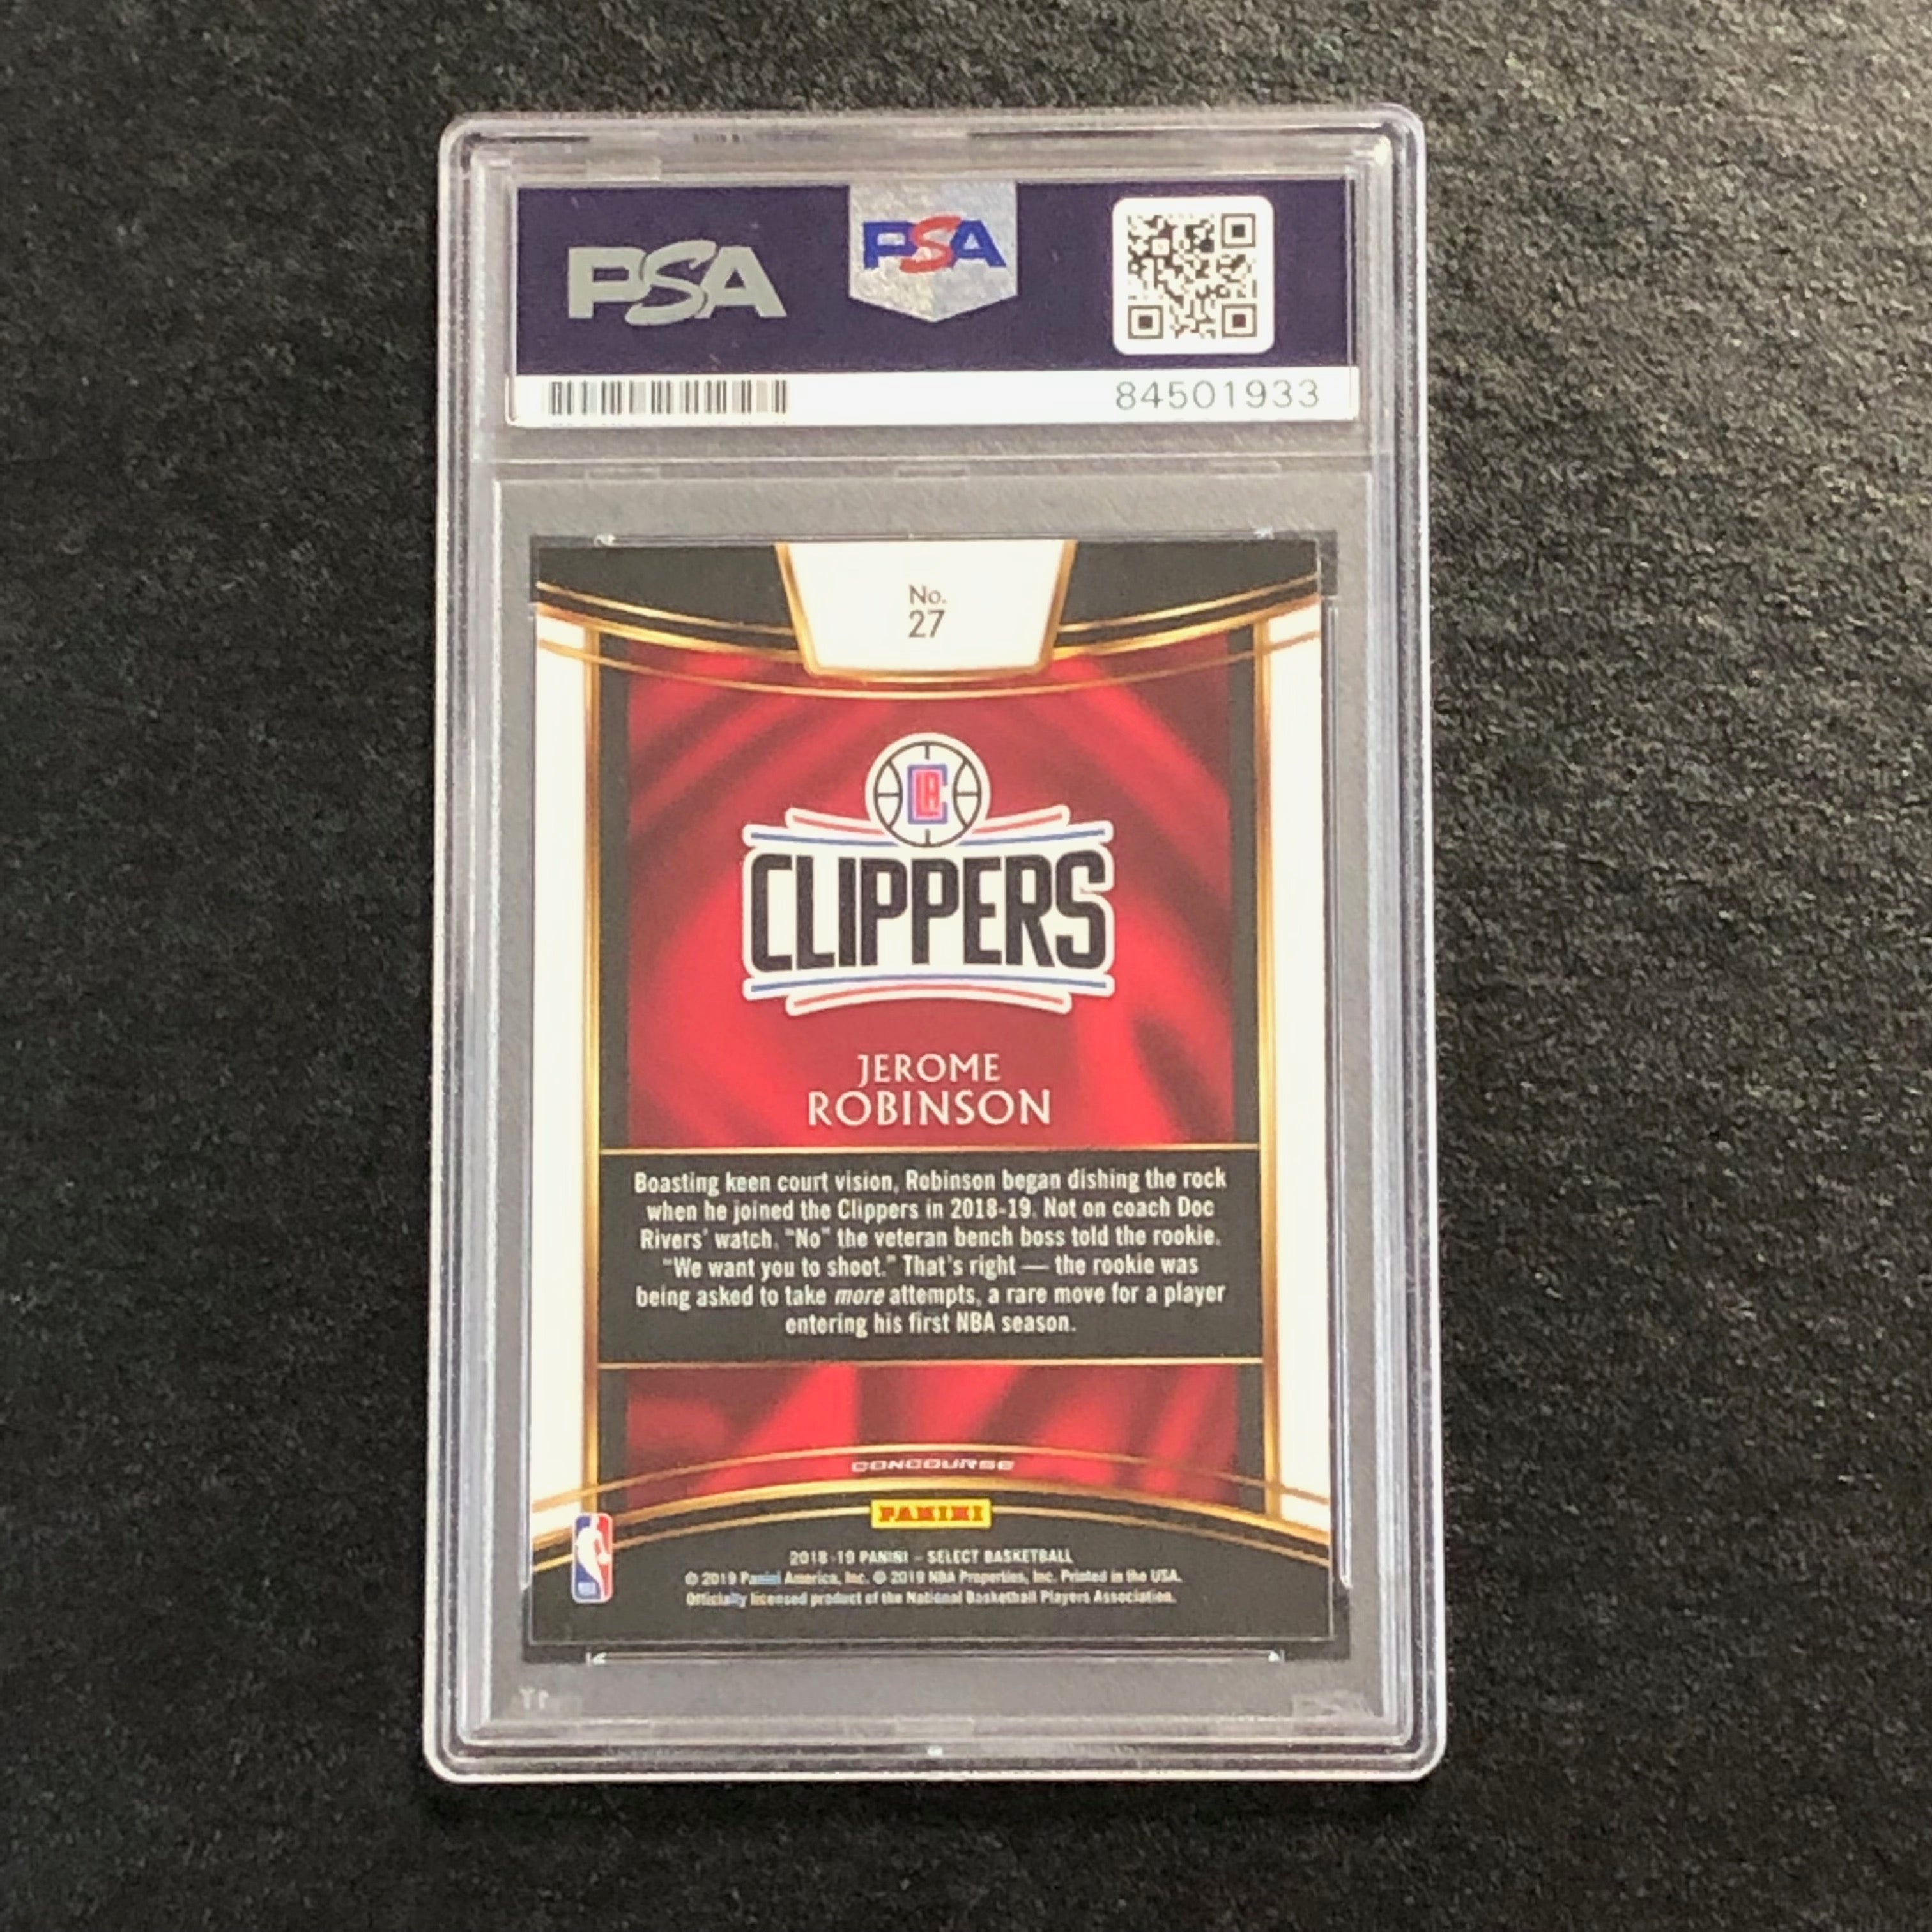 PSA
PSA
84501933
No.
27
CLIPPERS
JEROME
ROBINSON
Boasting keen court vision, Robinson began dishing the rock
when he joined the Clippers in 2018-19. Not on coach Doc
Rivers' watch. "No" the veteran bench boss told the rookie.
"We want you to shoot." That's right — the rookie was
being asked to take more attempts, a rare move for a player
entering his first NBA season.
CONCOURSE
PANINI
2018-19 PANINI – SELECT BASKETBALL
© 2019 Panini America, Inc. © 2019 NBA Properties, Inc. Printed in the USA.
Officially licensed product of the National Basketball Players Association.